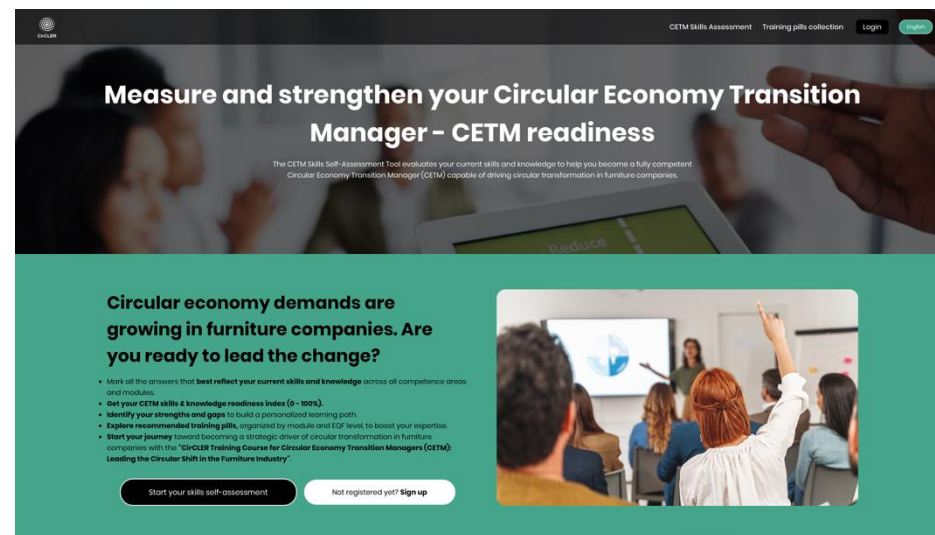 CirCLER
CETM Skills Assessment Training pills collection Login English
Measure and strengthen your Circular Economy Transition
Manager - CETM readiness
The CETM Skills Self-Assessment Tool evaluates your current skills and knowledge to help you become a fully competent
Circular Economy Transition Manager (CETM) capable of driving circular transformation in furniture companies.
Reduce
Circular economy demands are
growing in furniture companies. Are
you ready to lead the change?
• Mark all the answers that best reflect your current skills and knowledge across all competence areas
and modules.
• Get your CETM skills & knowledge readiness index (0 - 100%).
• Identify your strengths and gaps to build a personalized learning path.
• Explore recommended training pills, organized by module and EQF level, to boost your expertise.
• Start your journey toward becoming a strategic driver of circular transformation in furniture
companies with the "CirCLER Training Course for Circular Economy Transition Managers (CETM):
Leading the Circular Shift in the Furniture Industry".
Start your skills self-assessment Not registered yet? Sign up